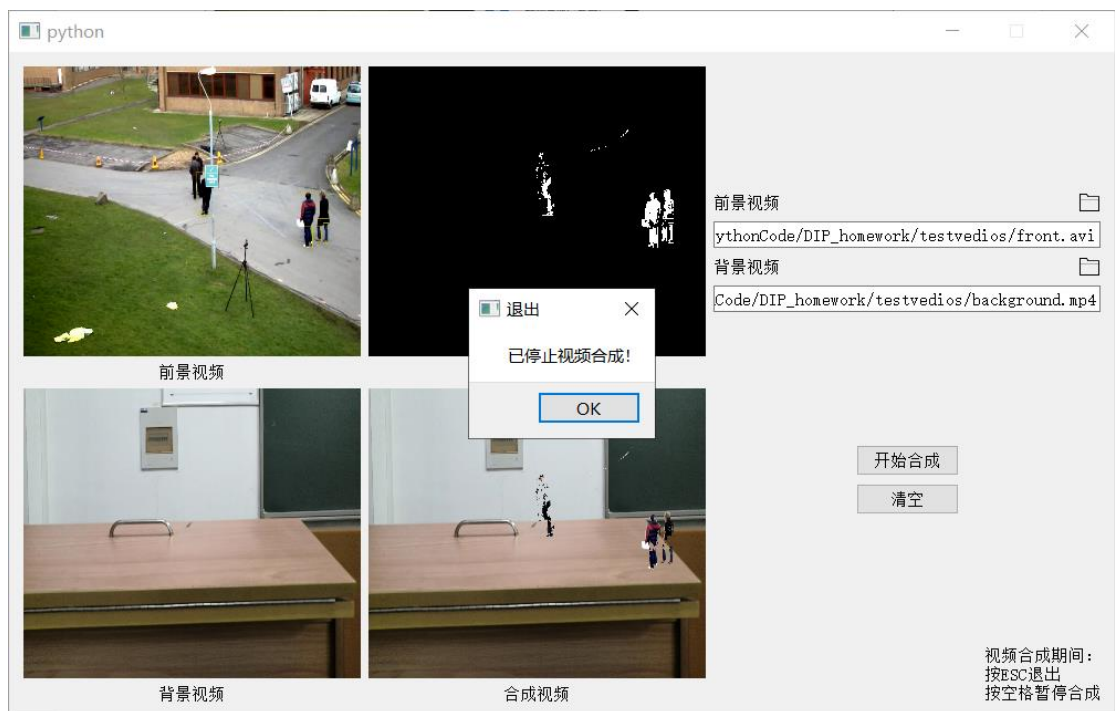 python
前景视频
ythonCode/DIP_homework/testvedios/front.avi
背景视频
Code/DIP_homework/testvedios/background.mp4
退出
已停止视频合成!
OK
前景视频
开始合成
清空
背景视频
合成视频
视频合成期间:
按ESC退出
按空格暂停合成